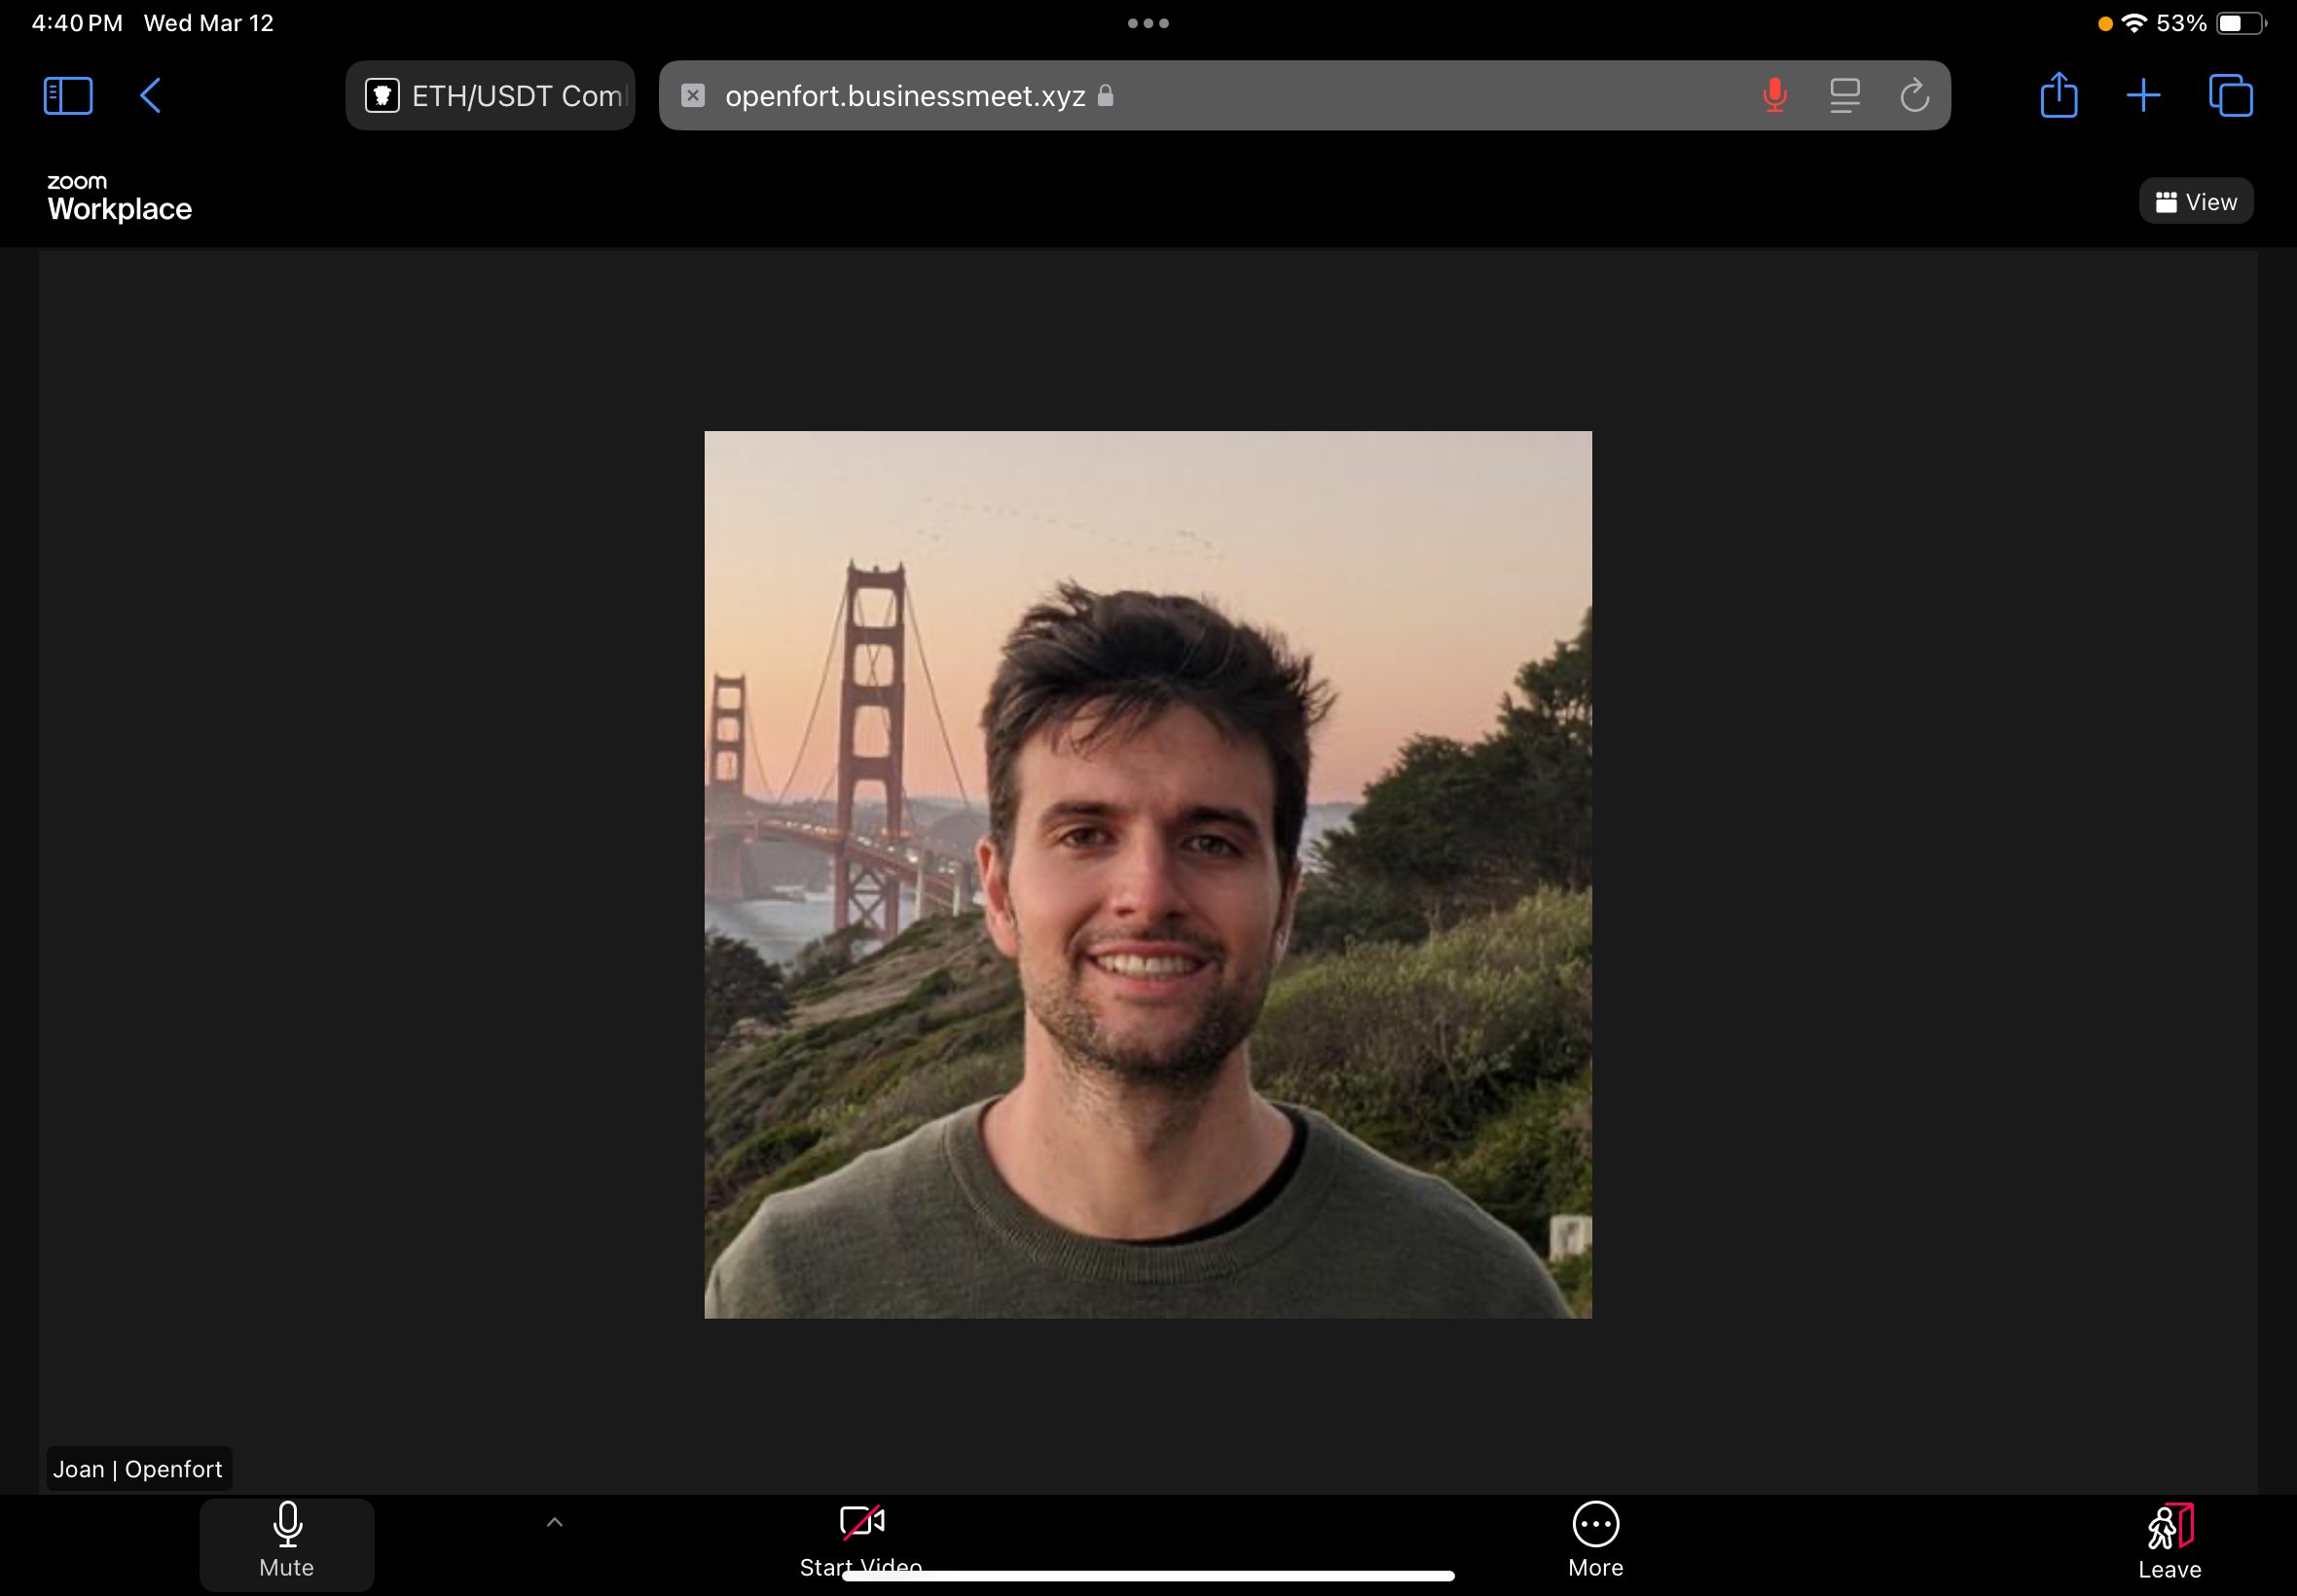 4:40 PM Wed Mar 12
53%
ETH/USDT Com
openfort.businessmeet.xyz
zoom
Workplace
View
Joan | Openfort
Mute
Start Video
More
Leave